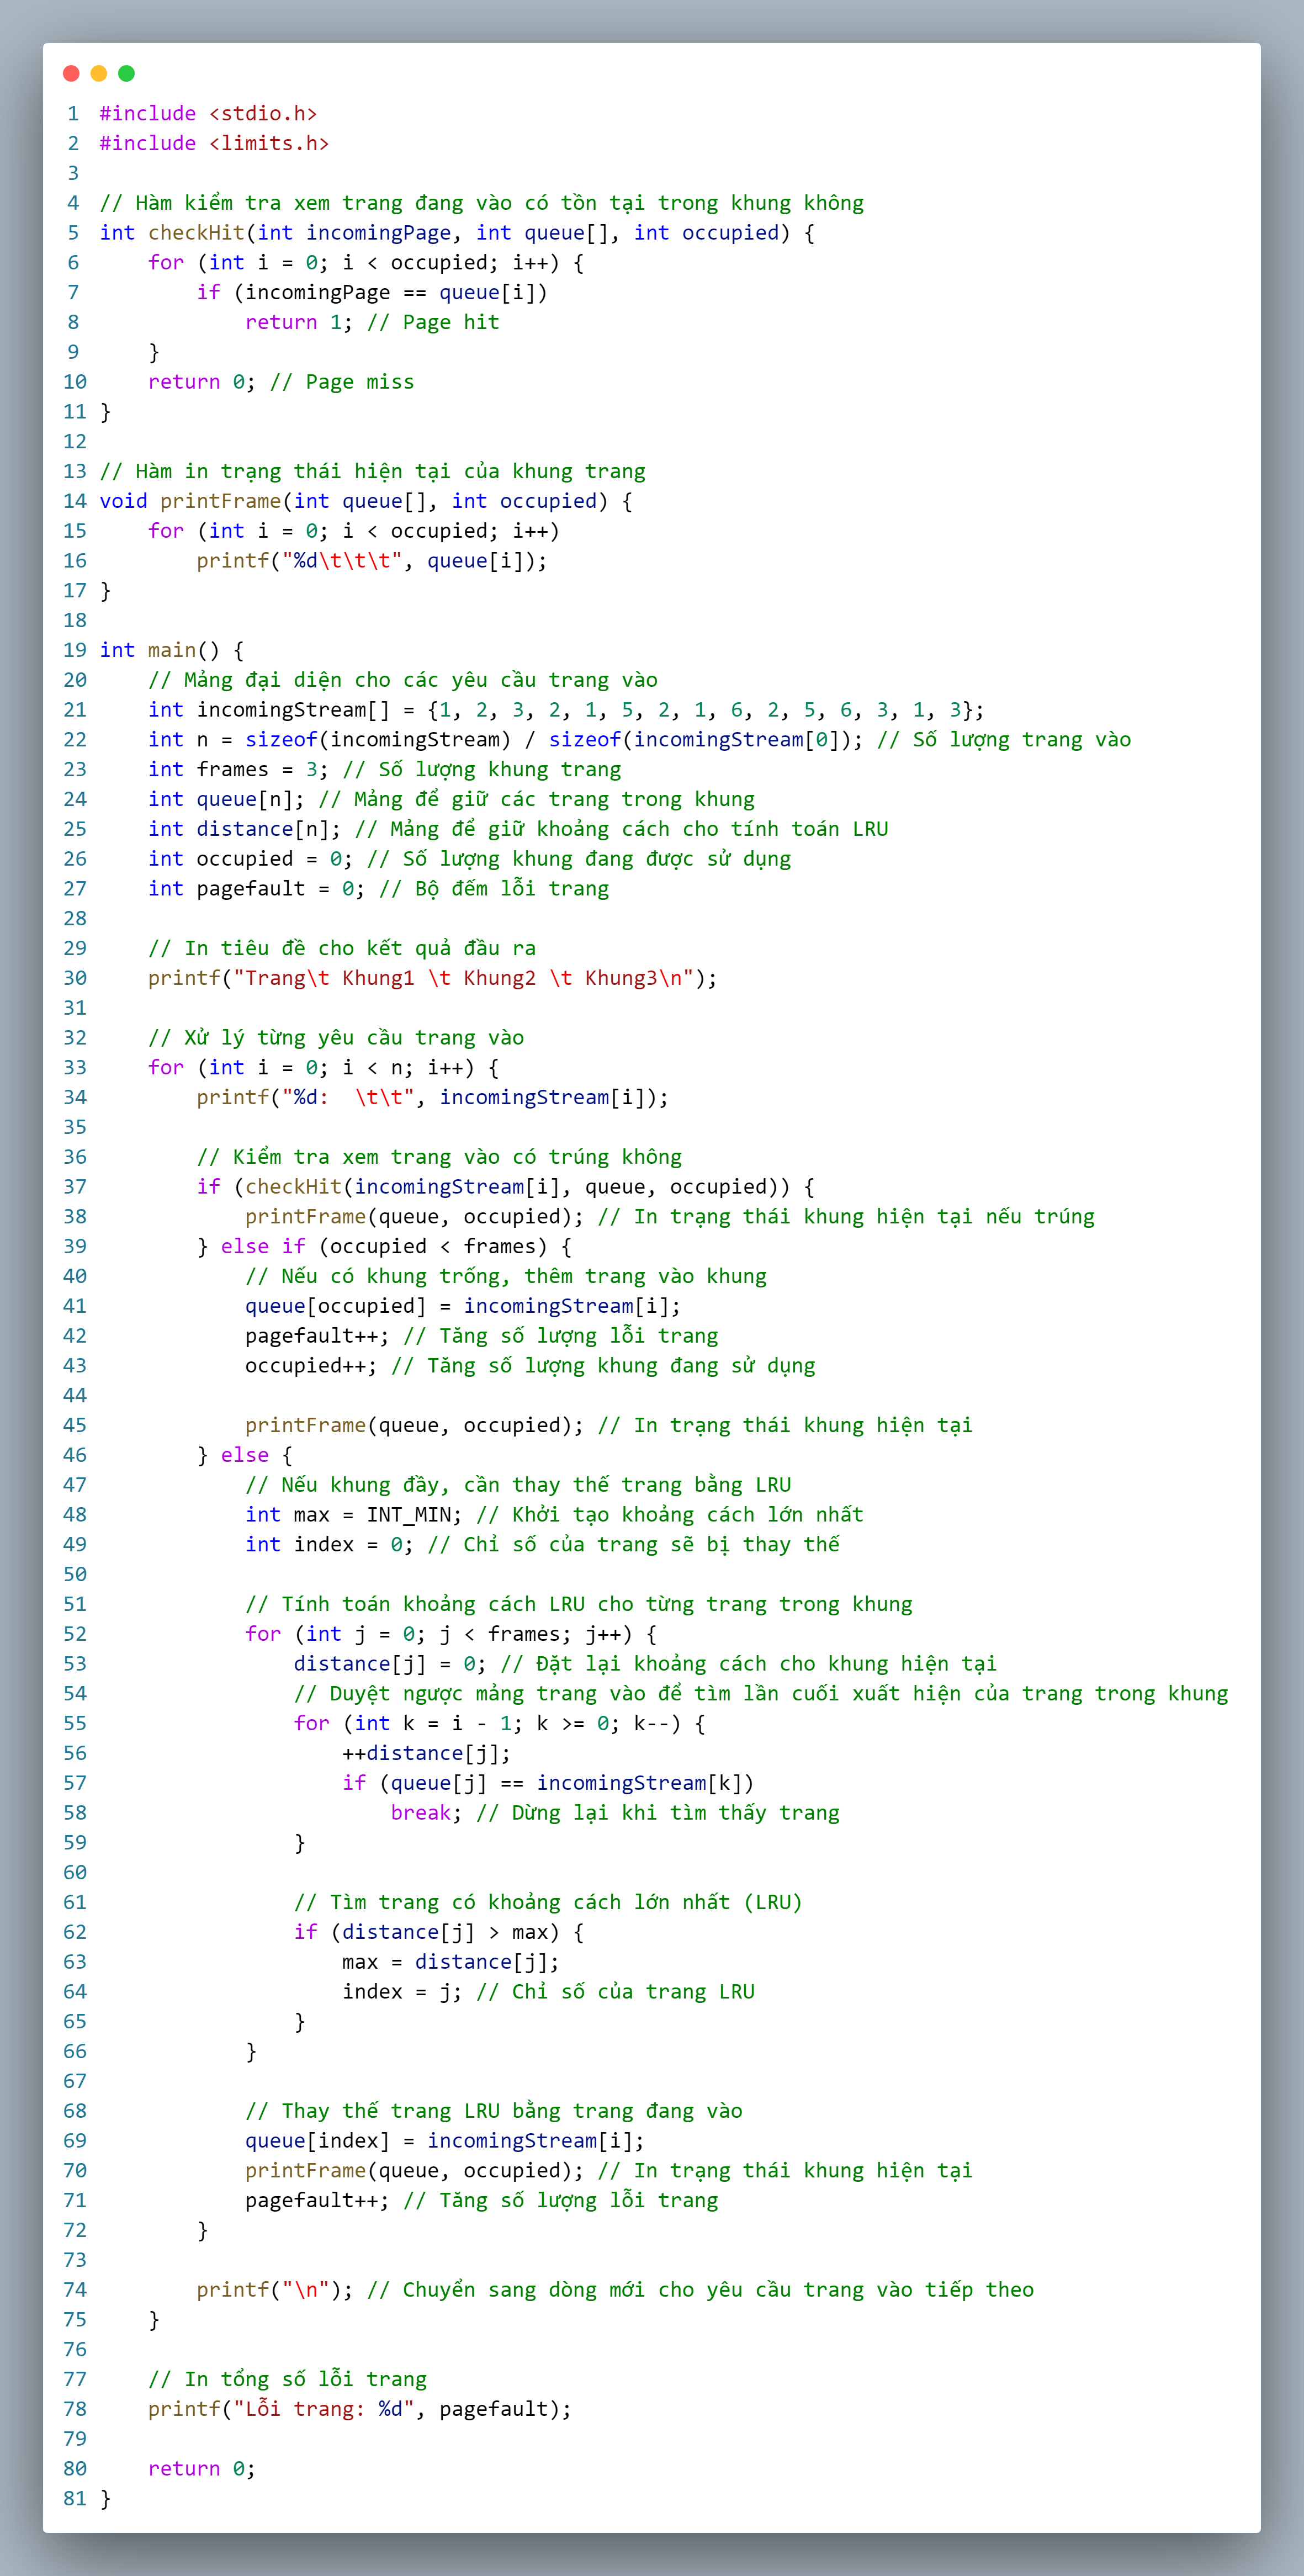 1 #include <stdio.h>
2 #include <limits.h>
3
4 // Hàm kiểm tra xem trang đang vào có tồn tại trong khung không
5 int checkHit(int incomingPage, int queue[], int occupied) {
6     for (int i = 0; i < occupied; i++) {
7         if (incomingPage == queue[i])
8             return 1; // Page hit
9     }
10     return 0; // Page miss
11 }
12
13 // Hàm in trạng thái hiện tại của khung trang
14 void printFrame(int queue[], int occupied) {
15     for (int i = 0; i < occupied; i++)
16         printf("%d\t\t\t", queue[i]);
17 }
18
19 int main() {
20     // Mảng đại diện cho các yêu cầu trang vào
21     int incomingStream[] = {1, 2, 3, 2, 1, 5, 2, 1, 6, 2, 5, 6, 3, 1, 3};
22     int n = sizeof(incomingStream) / sizeof(incomingStream[0]); // Số lượng trang vào
23     int frames = 3; // Số lượng khung trang
24     int queue[n]; // Mảng để giữ các trang trong khung
25     int distance[n]; // Mảng để giữ khoảng cách cho tính toán LRU
26     int occupied = 0; // Số lượng khung đang được sử dụng
27     int pagefault = 0; // Bộ đếm lỗi trang
28
29     // In tiêu đề cho kết quả đầu ra
30     printf("Trang\t Khung1 \t Khung2 \t Khung3\n");
31
32     // Xử lý từng yêu cầu trang vào
33     for (int i = 0; i < n; i++) {
34         printf("%d:  \t\t", incomingStream[i]);
35
36         // Kiểm tra xem trang vào có trúng không
37         if (checkHit(incomingStream[i], queue, occupied)) {
38             printFrame(queue, occupied); // In trạng thái khung hiện tại nếu trúng
39         } else if (occupied < frames) {
40             // Nếu có khung trống, thêm trang vào khung
41             queue[occupied] = incomingStream[i];
42             pagefault++; // Tăng số lượng lỗi trang
43             occupied++; // Tăng số lượng khung đang sử dụng
44
45             printFrame(queue, occupied); // In trạng thái khung hiện tại
46         } else {
47             // Nếu khung đầy, cần thay thế trang bằng LRU
48             int max = INT_MIN; // Khởi tạo khoảng cách lớn nhất
49             int index = 0; // Chỉ số của trang sẽ bị thay thế
50
51             // Tính toán khoảng cách LRU cho từng trang trong khung
52             for (int j = 0; j < frames; j++) {
53                 distance[j] = 0; // Đặt lại khoảng cách cho khung hiện tại
54                 // Duyệt ngược mảng trang vào để tìm lần cuối xuất hiện của trang trong khung
55                 for (int k = i - 1; k >= 0; k--) {
56                     ++distance[j];
57                     if (queue[j] == incomingStream[k])
58                         break; // Dừng lại khi tìm thấy trang
59                 }
60
61                 // Tìm trang có khoảng cách lớn nhất (LRU)
62                 if (distance[j] > max) {
63                     max = distance[j];
64                     index = j; // Chỉ số của trang LRU
65                 }
66             }
67
68             // Thay thế trang LRU bằng trang đang vào
69             queue[index] = incomingStream[i];
70             printFrame(queue, occupied); // In trạng thái khung hiện tại
71             pagefault++; // Tăng số lượng lỗi trang
72         }
73
74         printf("\n"); // Chuyển sang dòng mới cho yêu cầu trang vào tiếp theo
75     }
76
77     // In tổng số lỗi trang
78     printf("Lỗi trang: %d", pagefault);
79
80     return 0;
81 }